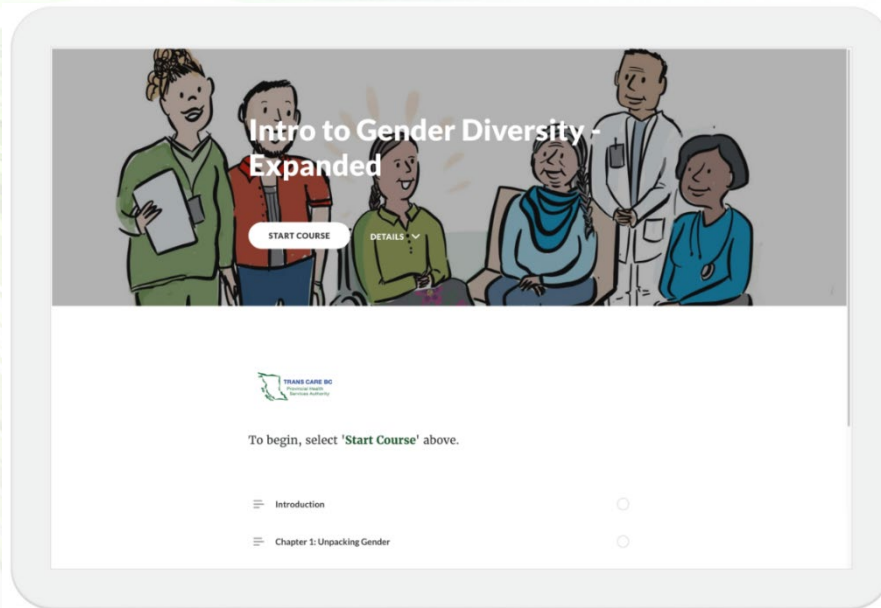 Intro to Gender Diversity -
Expanded
START COURSE
DETAILS
TRANS CARE BC
Provincial Health
Services Authority
To begin, select 'Start Course' above.
Introduction
Chapter 1: Unpacking Gender